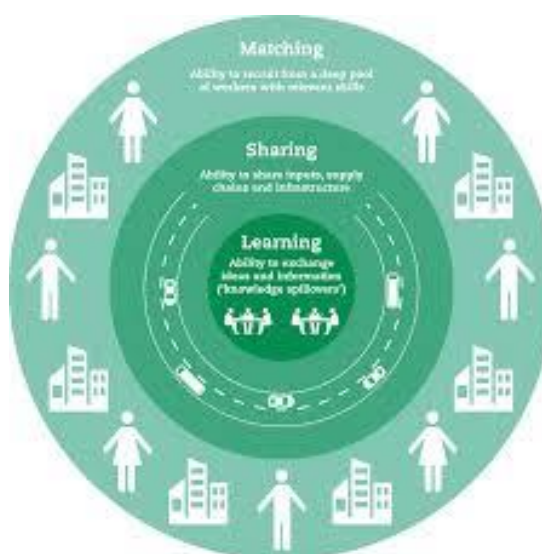 Matching
Ability to recruit from a deep pool
of workers with relevant skills
Sharing
Ability to share inputs, supply
chains and infrastructure
Learning
Ability to exchange
ideas and information
('knowledge spillovers')